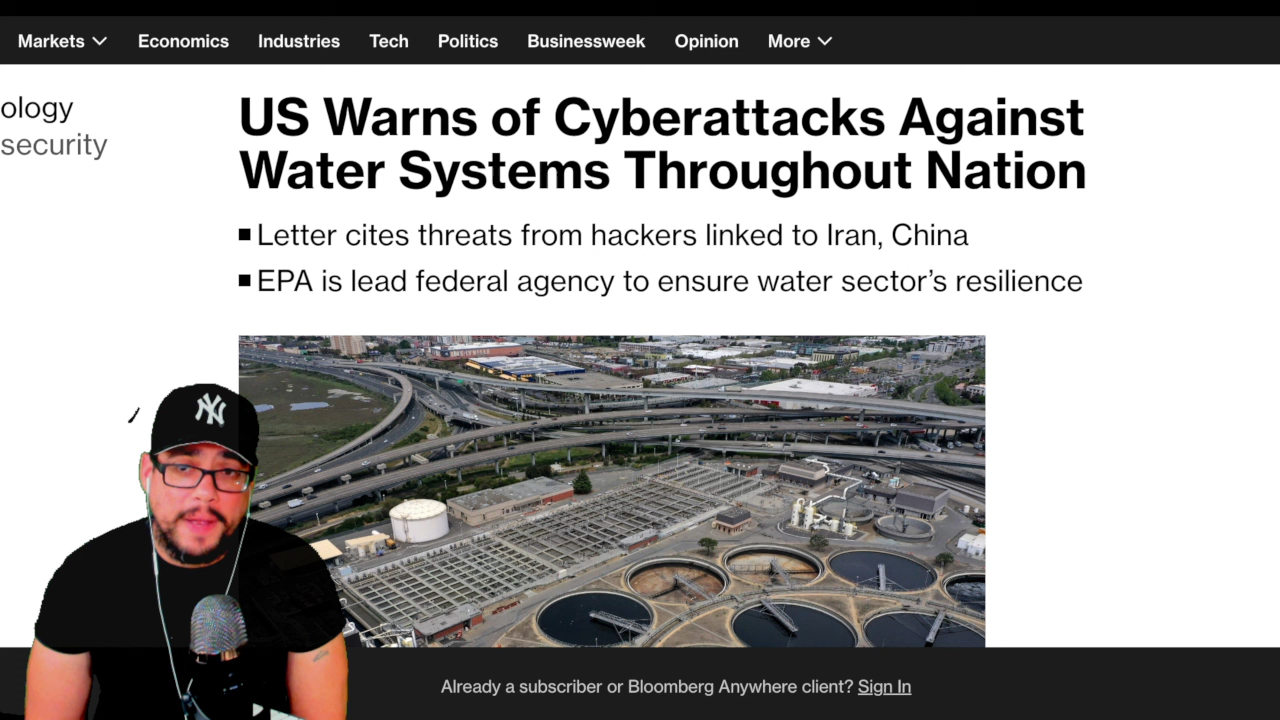 Markets Economics Industries Tech Politics Businessweek Opinion More
ology
security
US Warns of Cyberattacks Against
Water Systems Throughout Nation
Letter cites threats from hackers linked to Iran, China
EPA is lead federal agency to ensure water sector’s resilience
NY
Already a subscriber or Bloomberg Anywhere client? Sign In